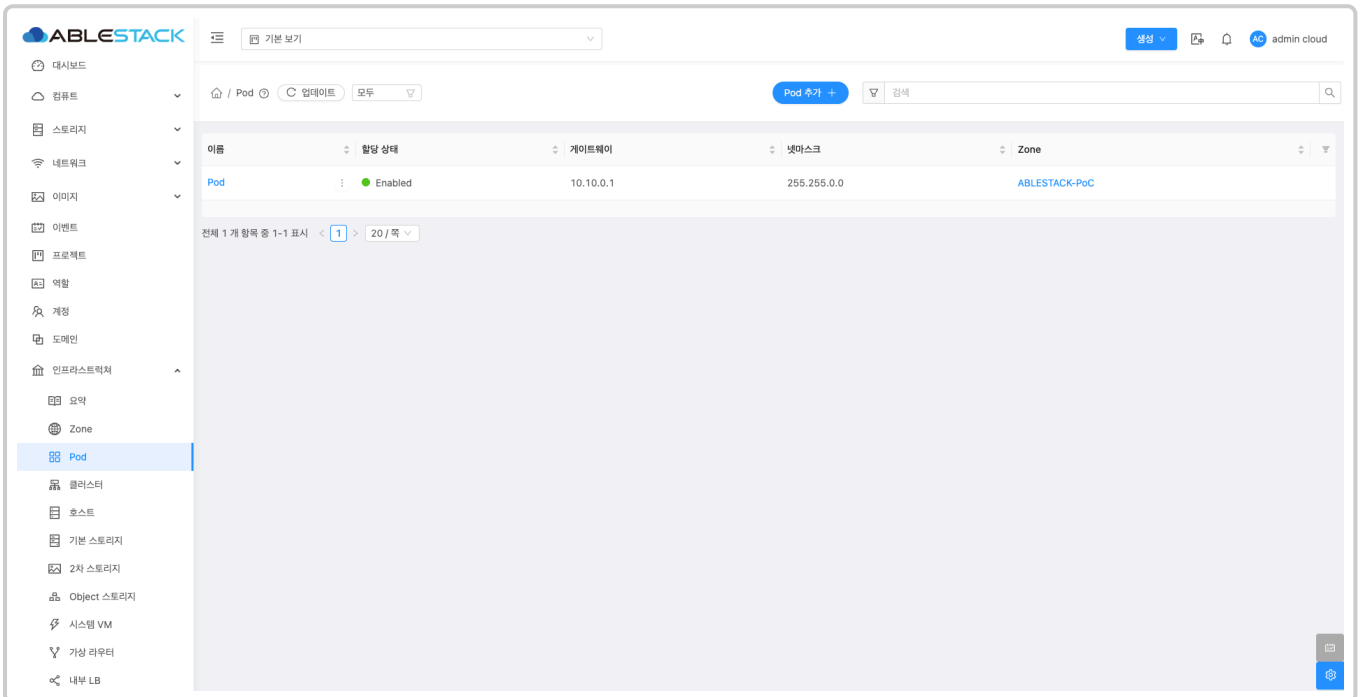 ABLESTACK
기본 보기
생성
AC admin cloud
대시보드
컴퓨트
스토리지
네트워크
이미지
이벤트
프로젝트
역할
계정
도메인
인프라스트럭쳐
요약
Zone
Pod
클러스터
호스트
기본 스토리지
2차 스토리지
Object 스토리지
시스템 VM
가상 라우터
내부 LB
/ Pod 업데이트 모두
Pod 추가 + 검색
이름 할당 상태 게이트웨이 넷마스크 Zone
Pod Enabled 10.10.0.1 255.255.0.0 ABLESTACK-PoC
전체 1 개 항목 중 1-1 표시 < 1 > 20 / 쪽